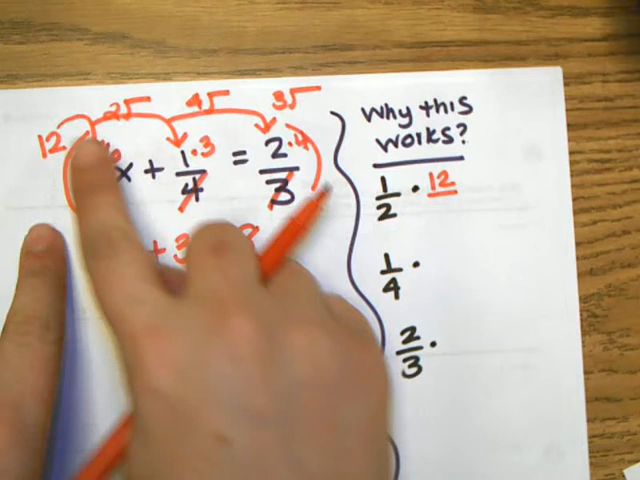 2√ 4√ 3√
12
x + 1/4 · 3 = 2 · 4/3
+ 3
Why this
works?
1/2 · 12
1/4 ·
2/3 ·